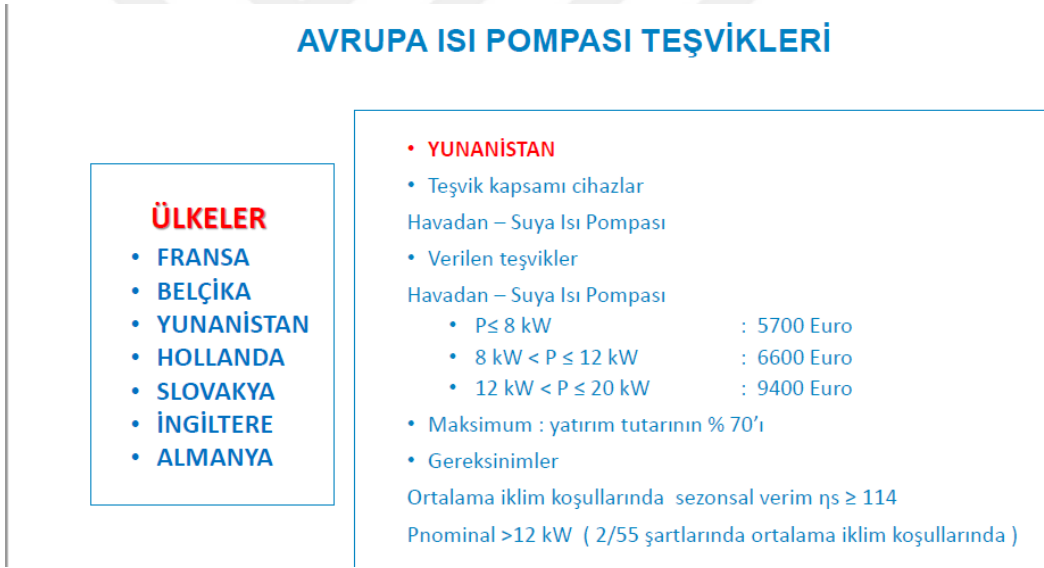 AVRUPA ISI POMPASI TEŞVİKLERİ
ÜLKELER
• FRANSA
• BELÇİKA
• YUNANİSTAN
• HOLLANDA
• SLOVAKYA
• İNGİLTERE
• ALMANYA
• YUNANİSTAN
• Teşvik kapsamı cihazlar
Havadan – Suya Isı Pompası
• Verilen teşvikler
Havadan – Suya Isı Pompası
• P≤ 8 kW : 5700 Euro
• 8 kW < P ≤ 12 kW : 6600 Euro
• 12 kW < P ≤ 20 kW : 9400 Euro
• Maksimum : yatırım tutarının % 70’ı
• Gereksinimler
Ortalama iklim koşullarında sezonsal verim ηs ≥ 114
Pnominal >12 kW ( 2/55 şartlarında ortalama iklim koşullarında )